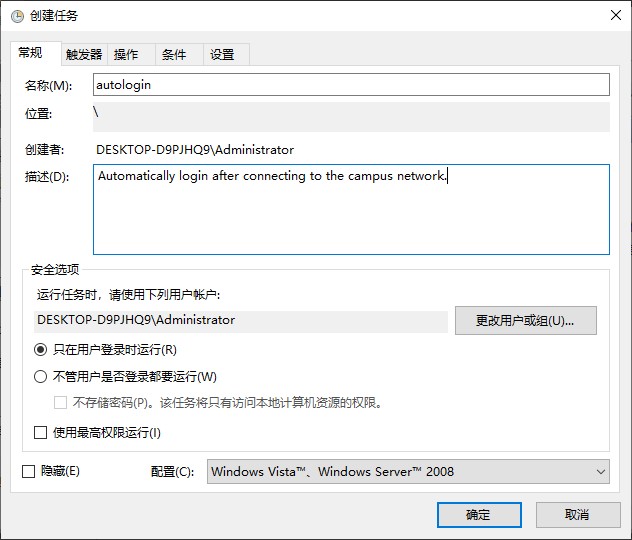 创建任务
常规 触发器 操作 条件 设置
名称(M): autologin
位置: \
创建者: DESKTOP-D9PJHQ9\Administrator
描述(D): Automatically login after connecting to the campus network.
安全选项
运行任务时，请使用下列用户帐户:
DESKTOP-D9PJHQ9\Administrator 更改用户或组(U)...
只在用户登录时运行(R)
不管用户是否登录都要运行(W)
不存储密码(P)。该任务将只有访问本地计算机资源的权限。
使用最高权限运行(I)
隐藏(E) 配置(C): Windows Vista™、Windows Server™ 2008
确定 取消